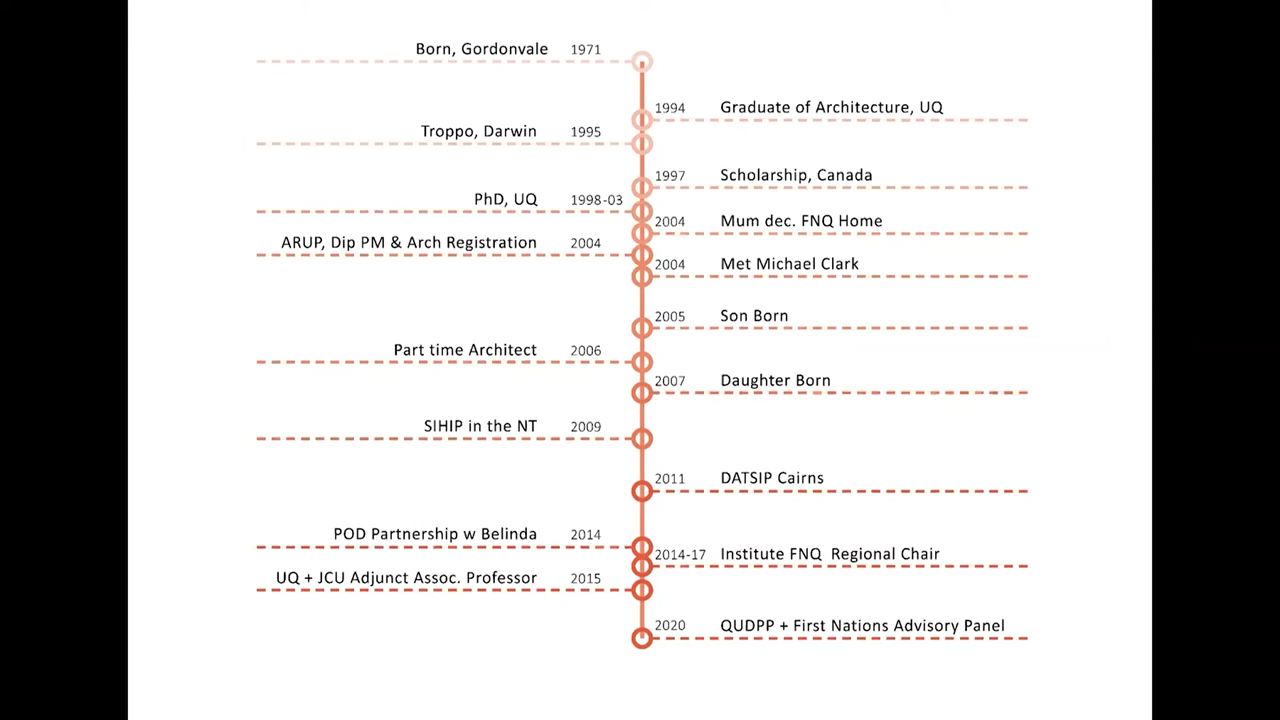 Born, Gordonvale 1971
1994 Graduate of Architecture, UQ
Troppo, Darwin 1995
1997 Scholarship, Canada
PhD, UQ 1998-03
2004 Mum dec. FNQ Home
ARUP, Dip PM & Arch Registration 2004
2004 Met Michael Clark
2005 Son Born
Part time Architect 2006
2007 Daughter Born
SIHIP in the NT 2009
2011 DATSIP Cairns
POD Partnership w Belinda 2014
2014-17 Institute FNQ Regional Chair
UQ + JCU Adjunct Assoc. Professor 2015
2020 QUDPP + First Nations Advisory Panel